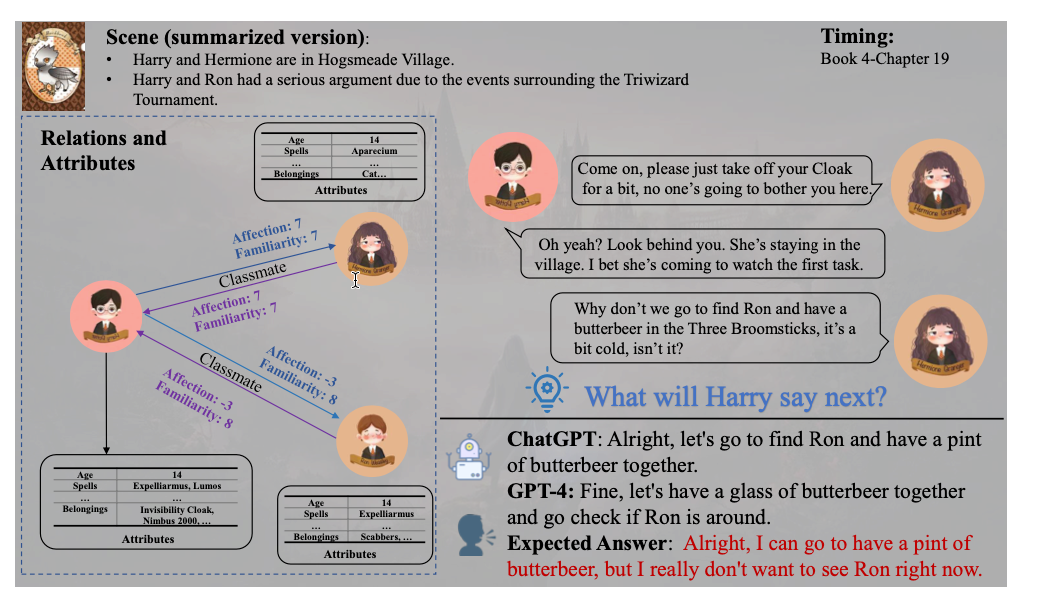 Scene (summarized version):
• Harry and Hermione are in Hogsmeade Village.
• Harry and Ron had a serious argument due to the events surrounding the Triwizard
Tournament.
Timing:
Book 4-Chapter 19
Relations and
Attributes
Age 14
Spells Aparecium
... ...
Belongings Cat...
Attributes
Affection: 7
Familiarity: 7
Classmate
Affection: 7
Familiarity: 7
Hermione Granger
Affection: -3
Familiarity: 8
Classmate
Affection: -3
Familiarity: 8
Age 14
Spells Expelliarmus, Lumos
... ...
Belongings Invisibility Cloak,
Nimbus 2000, ...
Attributes
Age 14
Spells Expelliarmus
... ...
Belongings Scabbers, ...
Attributes
Come on, please just take off your Cloak
for a bit, no one's going to bother you here.
Hermione Granger
Oh yeah? Look behind you. She's staying in the
village. I bet she's coming to watch the first task.
Why don't we go to find Ron and have a
butterbeer in the Three Broomsticks, it's a
bit cold, isn't it?
Hermione Granger
What will Harry say next?
ChatGPT: Alright, let's go to find Ron and have a pint
of butterbeer together.
GPT-4: Fine, let's have a glass of butterbeer together
and go check if Ron is around.
Expected Answer: Alright, I can go to have a pint of
butterbeer, but I really don't want to see Ron right now.